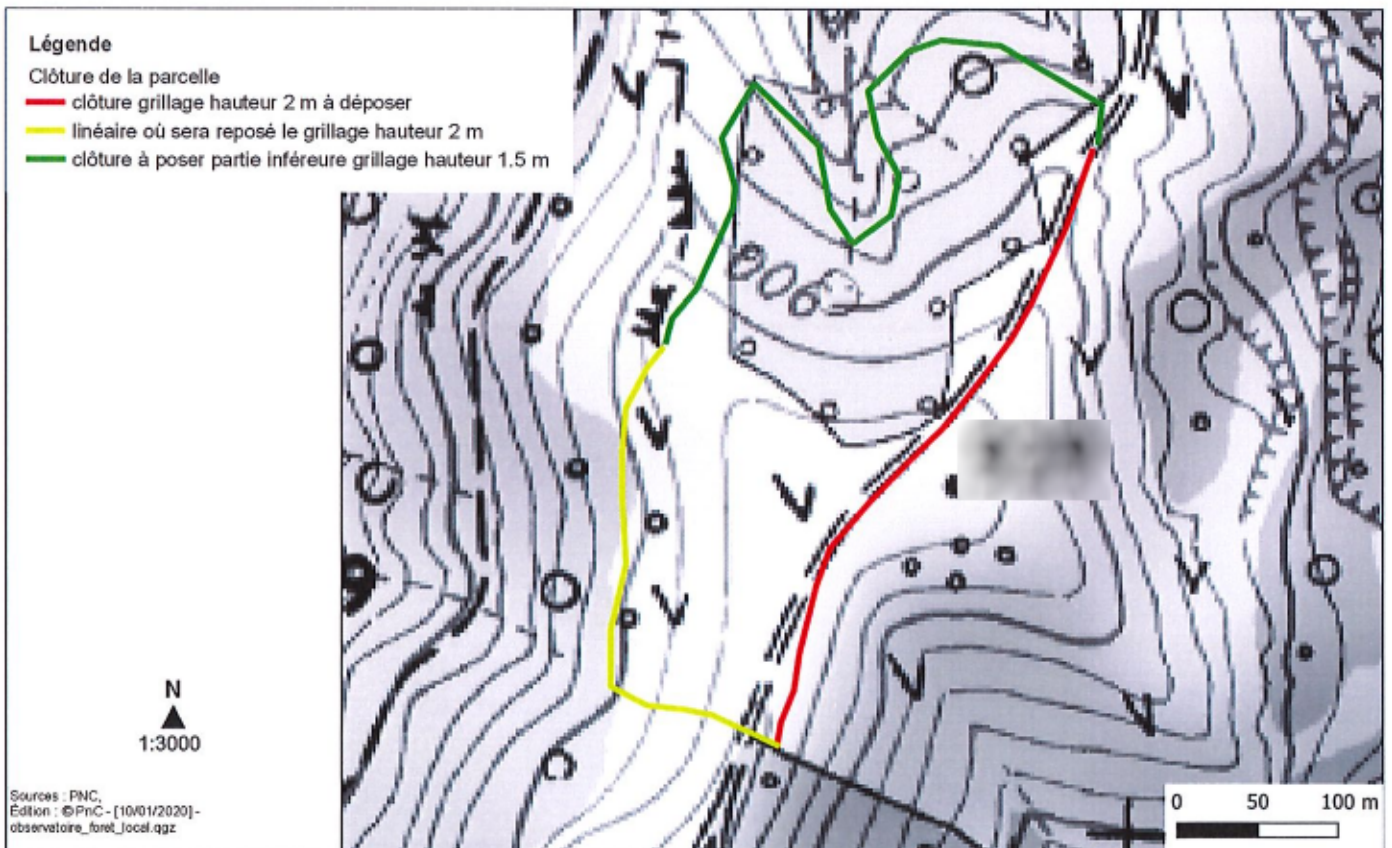 Légende
Clôture de la parcelle
clôture grillage hauteur 2 m à déposer
linéaire où sera reposé le grillage hauteur 2 m
clôture à poser partie inféreure grillage hauteur 1.5 m
906
N
1:3000
Sources : PNC,
Édition : ©PnC - [10/01/2020] -
observatoire_foret_local.qgz
0 50 100 m